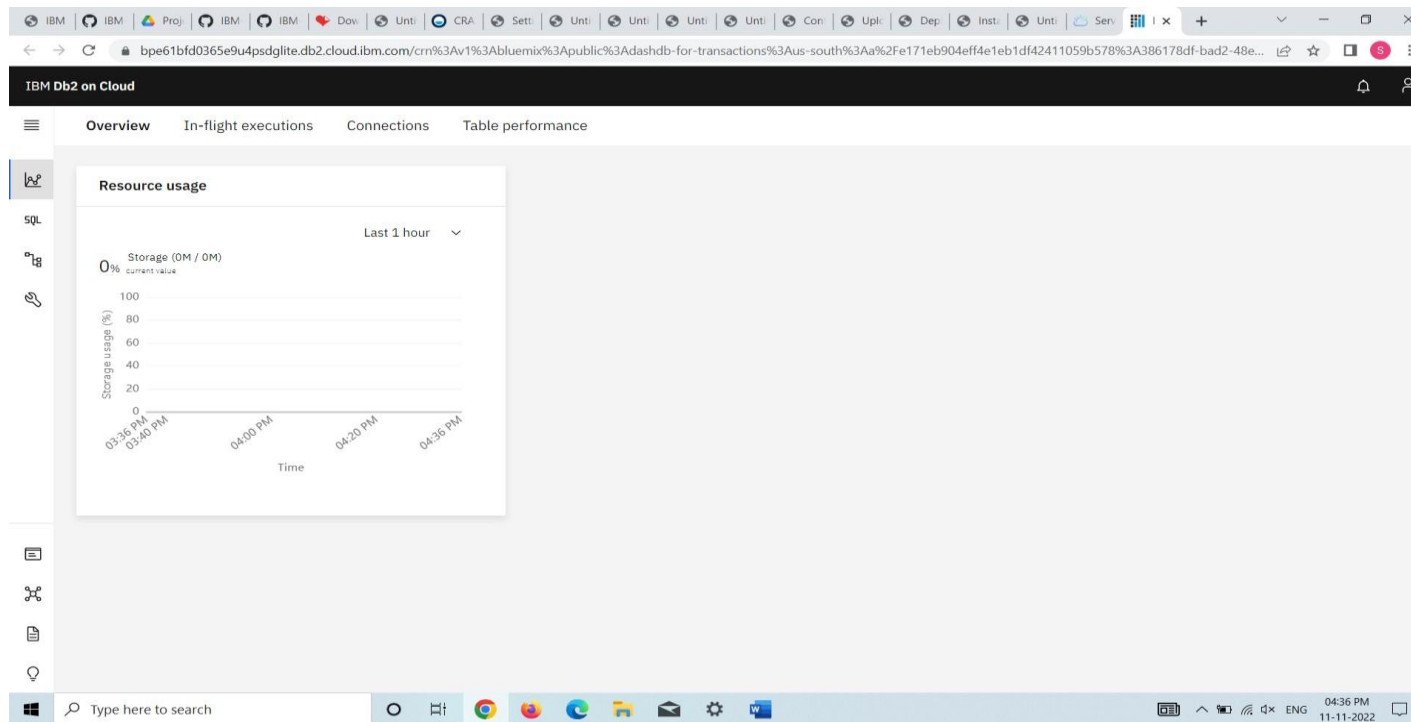 IBM
IBM
Proj
IBM
IBM
Dow
Unti
CRA
Sett
Unti
Unti
Unti
Unti
Con
Uplo
Dep
Insta
Unti
Serv
bpe61bfd0365e9u4psdglite.db2.cloud.ibm.com/crn%3Av1%3Abluemix%3Apublic%3Adashdb-for-transactions%3Aus-south%3Aa%2Fe171eb904eff4e1eb1df42411059b578%3A386178df-bad2-48e...
S
IBM Db2 on Cloud
Overview In-flight executions Connections Table performance
Resource usage
SQL
Last 1 hour
0% Storage (0M / 0M)
current value
100
80
60
40
20
0
Storage usage (%)
03:36 PM 03:40 PM 04:00 PM 04:20 PM 04:36 PM
Time
Type here to search
ENG
04:36 PM
11-11-2022